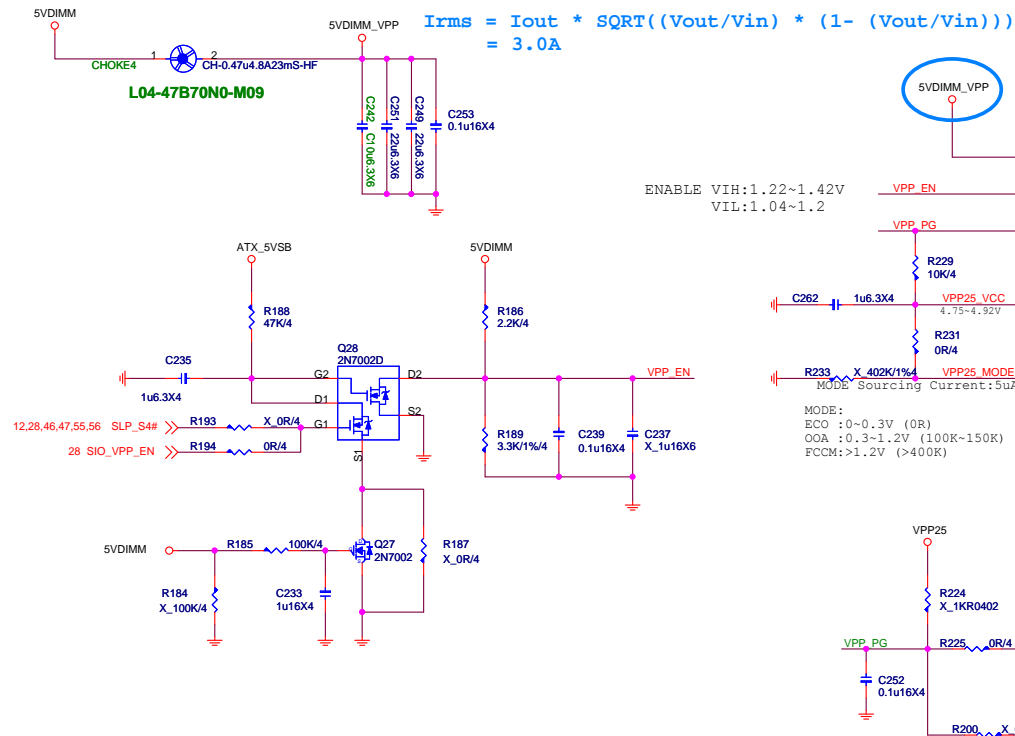 5VDIMM
5VDIMM_VPP
Irms = Iout * SQRT((Vout/Vin) * (1- (Vout/Vin)))
= 3.0A
1
2
CHOKE4
CH-0.47u4.8A23mS-HF
L04-47B70N0-M09
C242
C10u6.3X6
C251
22u6.3X6
C249
22u6.3X6
C253
0.1u16X4
5VDIMM_VPP
ENABLE VIH:1.22~1.42V
VIL:1.04~1.2
VPP_EN
VPP_PG
R229
10K/4
C262
1u6.3X4
VPP25_VCC
4.75~4.92V
R231
0R/4
R233
X_402K/1%4
VPP25_MODE
MODE Sourcing Current:5uA
MODE:
ECO :0~0.3V (0R)
OOA :0.3~1.2V (100K~150K)
FCCM:>1.2V (>400K)
ATX_5VSB
5VDIMM
R188
47K/4
R186
2.2K/4
Q28
2N7002D
C235
1u6.3X4
G2
D2
VPP_EN
D1
S2
G1
S1
12,28,46,47,55,56 SLP_S4#
R193
X_0R/4
28 SIO_VPP_EN
R194
0R/4
R189
3.3K/1%/4
C239
0.1u16X4
C237
X_1u16X6
5VDIMM
R185
100K/4
Q27
2N7002
R187
X_0R/4
R184
X_100K/4
C233
1u16X4
VPP25
R224
X_1KR0402
VPP_PG
R225
0R/4
C252
0.1u16X4
R200
X_